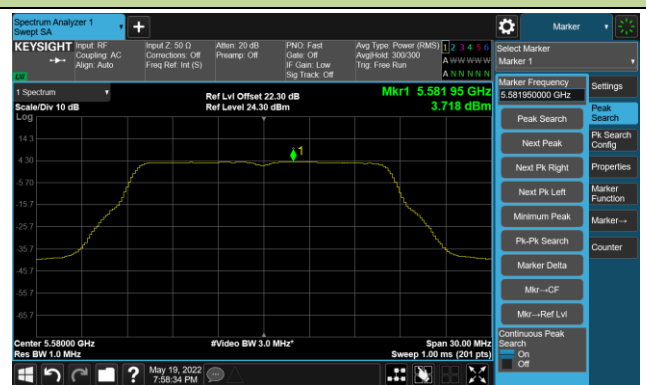 Spectrum Analyzer 1
Swept SA
Marker
KEYSIGHT
Input: RF
Coupling: AC
Align: Auto
Input Z: 50 Ω
Corrections: Off
Freq Ref: Int (S)
Atten: 20 dB
Preamp: Off
PNO: Fast
Gate: Off
IF Gain: Low
Sig Track: Off
Avg Type: Power (RMS)
Avg|Hold: 300/300
Trig: Free Run
1 2 3 4 5 6
A W W W W W
A N N N N N
LW
Select Marker
Marker 1
1 Spectrum
Scale/Div 10 dB
Log
Ref Lvl Offset 22.30 dB
Ref Level 24.30 dBm
Mkr1 5.581 95 GHz
3.718 dBm
14.3
4.30
-5.70
-15.7
-25.7
-35.7
-45.7
-55.7
-65.7
1
Center 5.58000 GHz
Res BW 1.0 MHz
#Video BW 3.0 MHz*
Span 30.00 MHz
Sweep 1.00 ms (201 pts)
Marker Frequency
5.581950000 GHz
Peak Search
Next Peak
Next Pk Right
Next Pk Left
Minimum Peak
Pk-Pk Search
Marker Delta
Mkr→CF
Mkr→Ref Lvl
Continuous Peak
Search
On
Off
Settings
Peak
Search
Pk Search
Config
Properties
Marker
Function
Marker→
Counter
?
May 19, 2022
7:58:34 PM